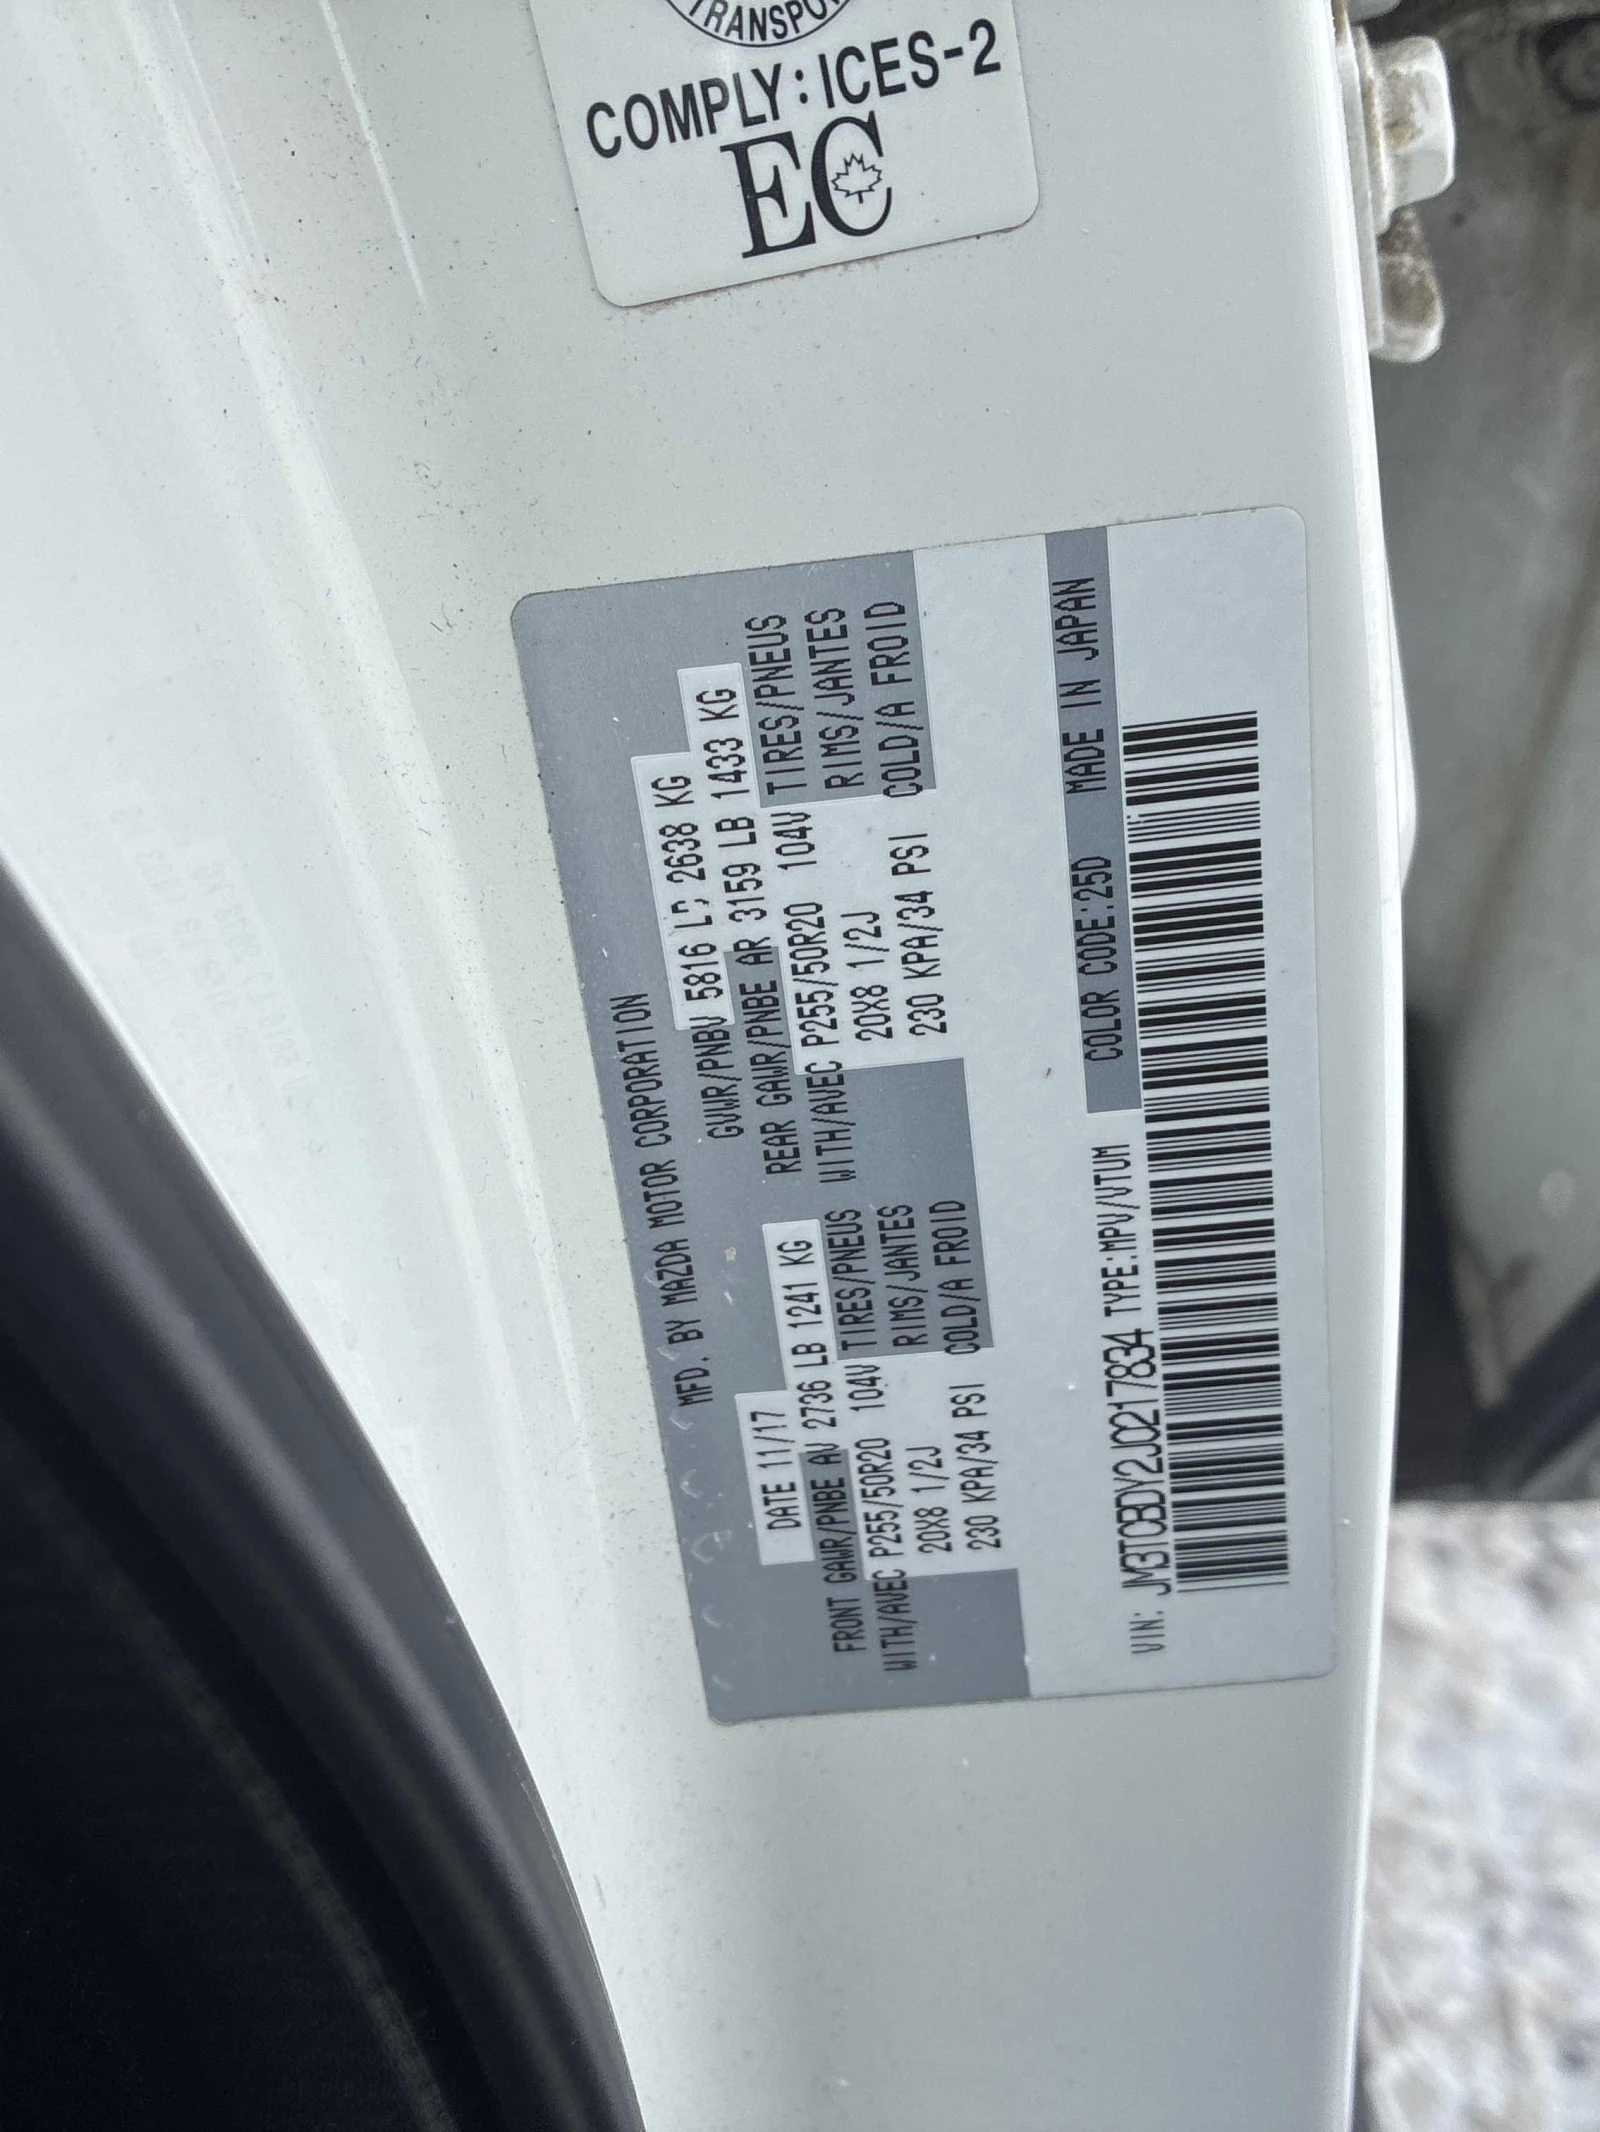 TRANSPO
COMPLY: ICES-2
EC
MFD. BY MAZDA MOTOR CORPORATION
DATE 11/17
GVWR/PNBV 5816 LB 2638 KG
FRONT GAWR/PNBE AV 2736 LB 1241 KG
REAR GAWR/PNBE AR 3159 LB 1433 KG
WITH/AVEC P255/50R20 104V TIRES/PNEUS
WITH/AVEC P255/50R20 104V TIRES/PNEUS
20X8 1/2J RIMS/JANTES
20X8 1/2J RIMS/JANTES
230 KPA/34 PSI COLD/A FROID
230 KPA/34 PSI COLD/A FROID
VIN: JM3TCBDY2J0217834 TYPE:MPV/VTUM
COLOR CODE:25D MADE IN JAPAN